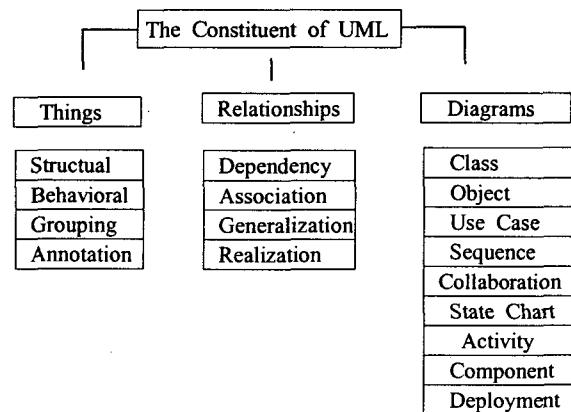 The Constituent of UML
Things
Relationships
Diagrams
Structual
Behavioral
Grouping
Annotation
Dependency
Association
Generalization
Realization
Class
Object
Use Case
Sequence
Collaboration
State Chart
Activity
Component
Deployment